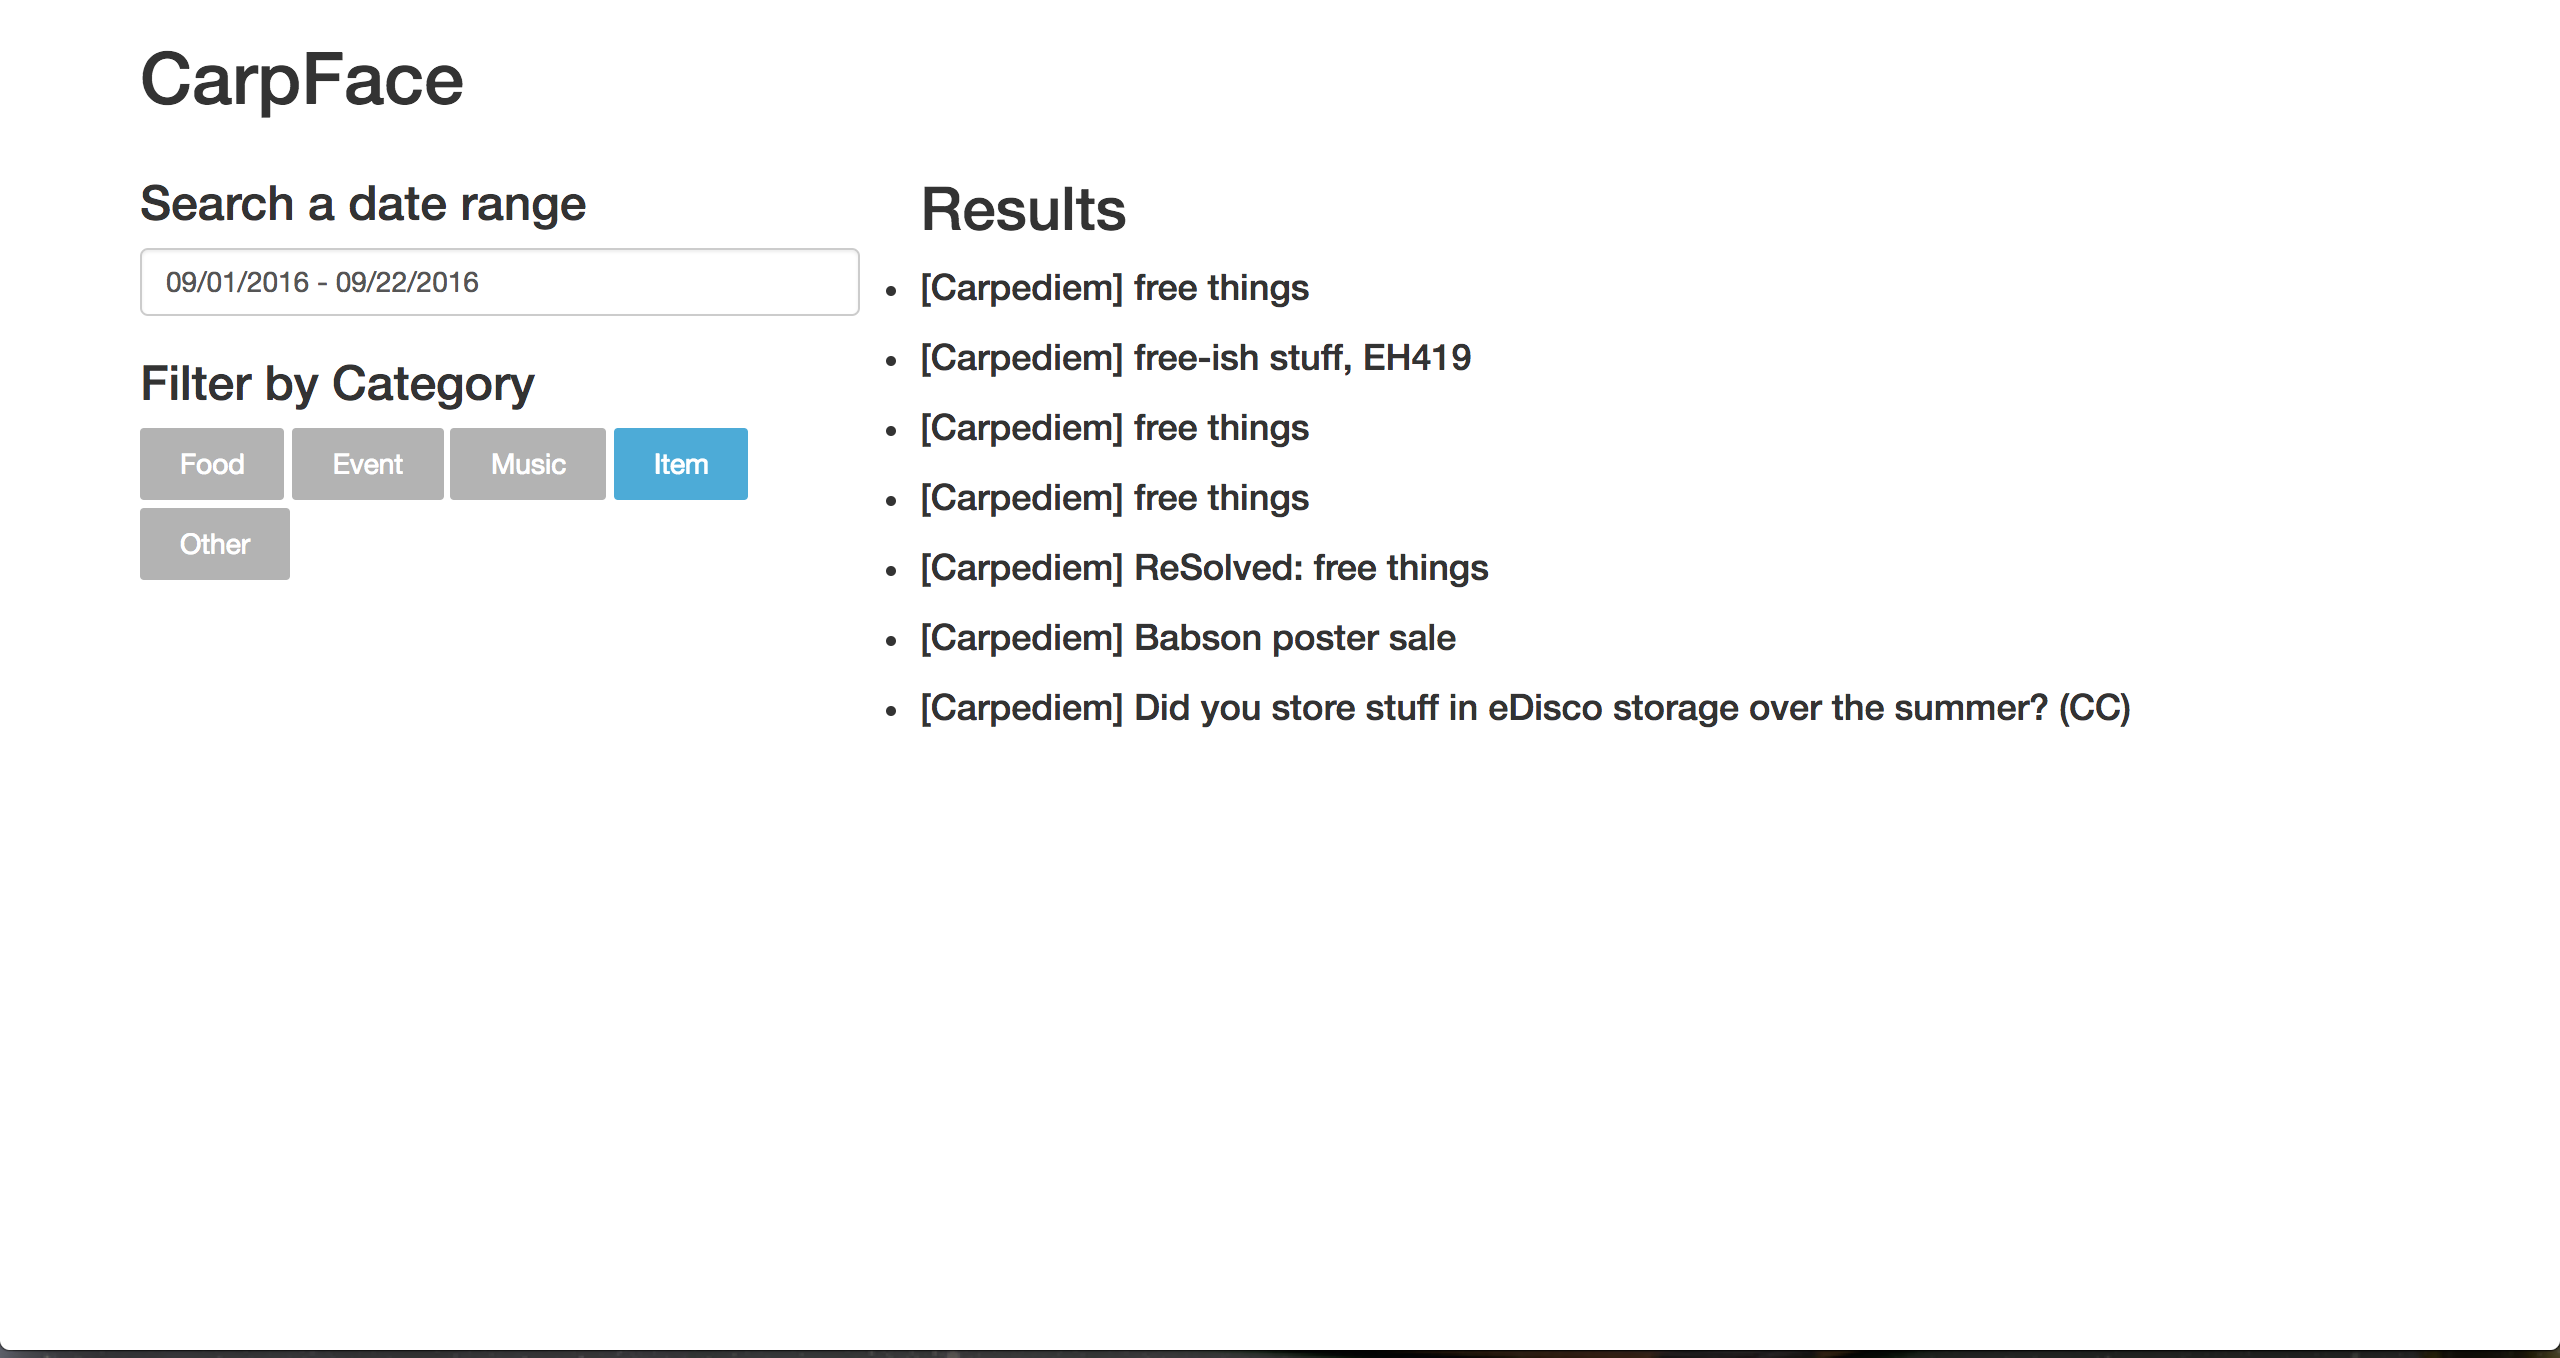 CarpFace
Search a date range
09/01/2016 - 09/22/2016
Filter by Category
Food Event Music Item
Other
Results
[Carpediem] free things
[Carpediem] free-ish stuff, EH419
[Carpediem] free things
[Carpediem] free things
[Carpediem] ReSolved: free things
[Carpediem] Babson poster sale
[Carpediem] Did you store stuff in eDisco storage over the summer? (CC)